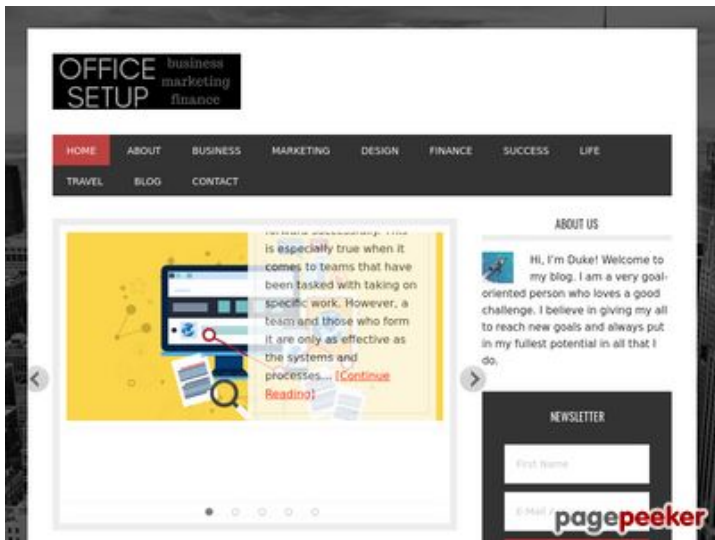 OFFICE business
marketing
SETUP finance
HOME ABOUT BUSINESS MARKETING DESIGN FINANCE SUCCESS LIFE
TRAVEL BLOG CONTACT
forward successfully. This
is especially true when it
comes to teams that have
been tasked with taking on
specific work. However, a
team and those who form
it are only as effective as
the systems and
processes... [Continue
Reading]
ABOUT US
Hi, I'm Duke! Welcome to
my blog. I am a very goal-
oriented person who loves a good
challenge. I believe in giving my all
to reach new goals and always put
in my fullest potential in all that I
do.
NEWSLETTER
First Name
E-Mail
pagepeeker